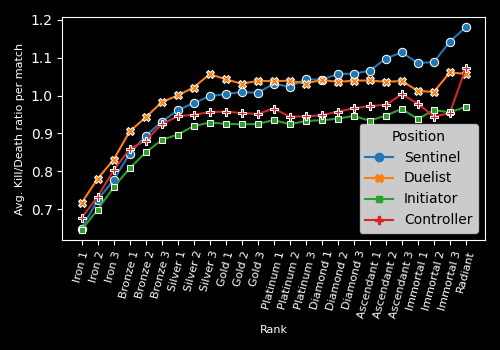 1.2
1.1
1.0
0.9
0.8
0.7
Avg. Kill/Death ratio per match
Position
Sentinel
Duelist
Initiator
Controller
Iron 1
Iron 2
Iron 3
Bronze 1
Bronze 2
Bronze 3
Silver 1
Silver 2
Silver 3
Gold 1
Gold 2
Gold 3
Platinum 1
Platinum 2
Platinum 3
Diamond 1
Diamond 2
Diamond 3
Ascendant 1
Ascendant 2
Ascendant 3
Immortal 1
Immortal 2
Immortal 3
Radiant
Rank